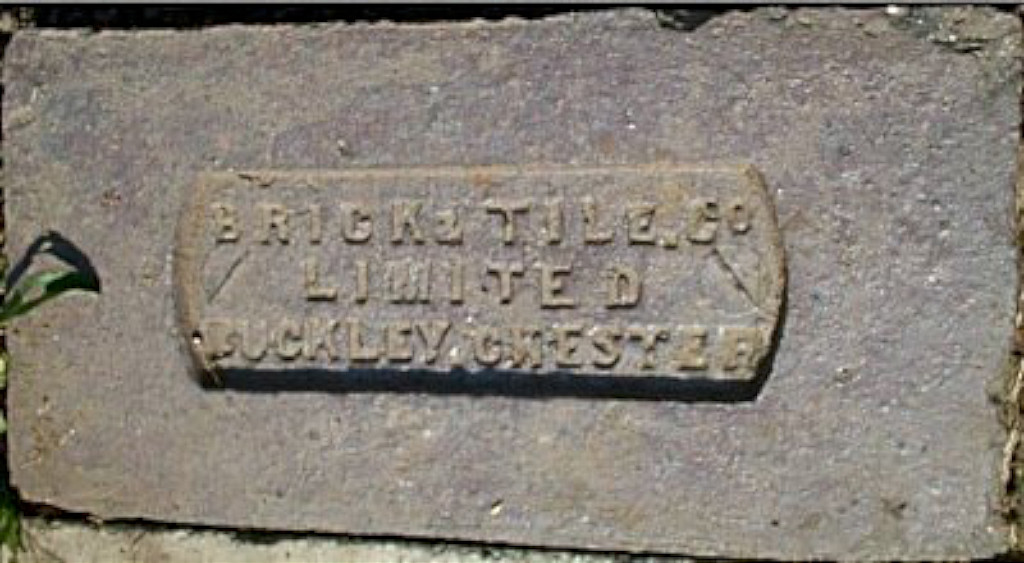 BRICK & TILE. Co
LIMITED
BUCKLEY. CHESTER